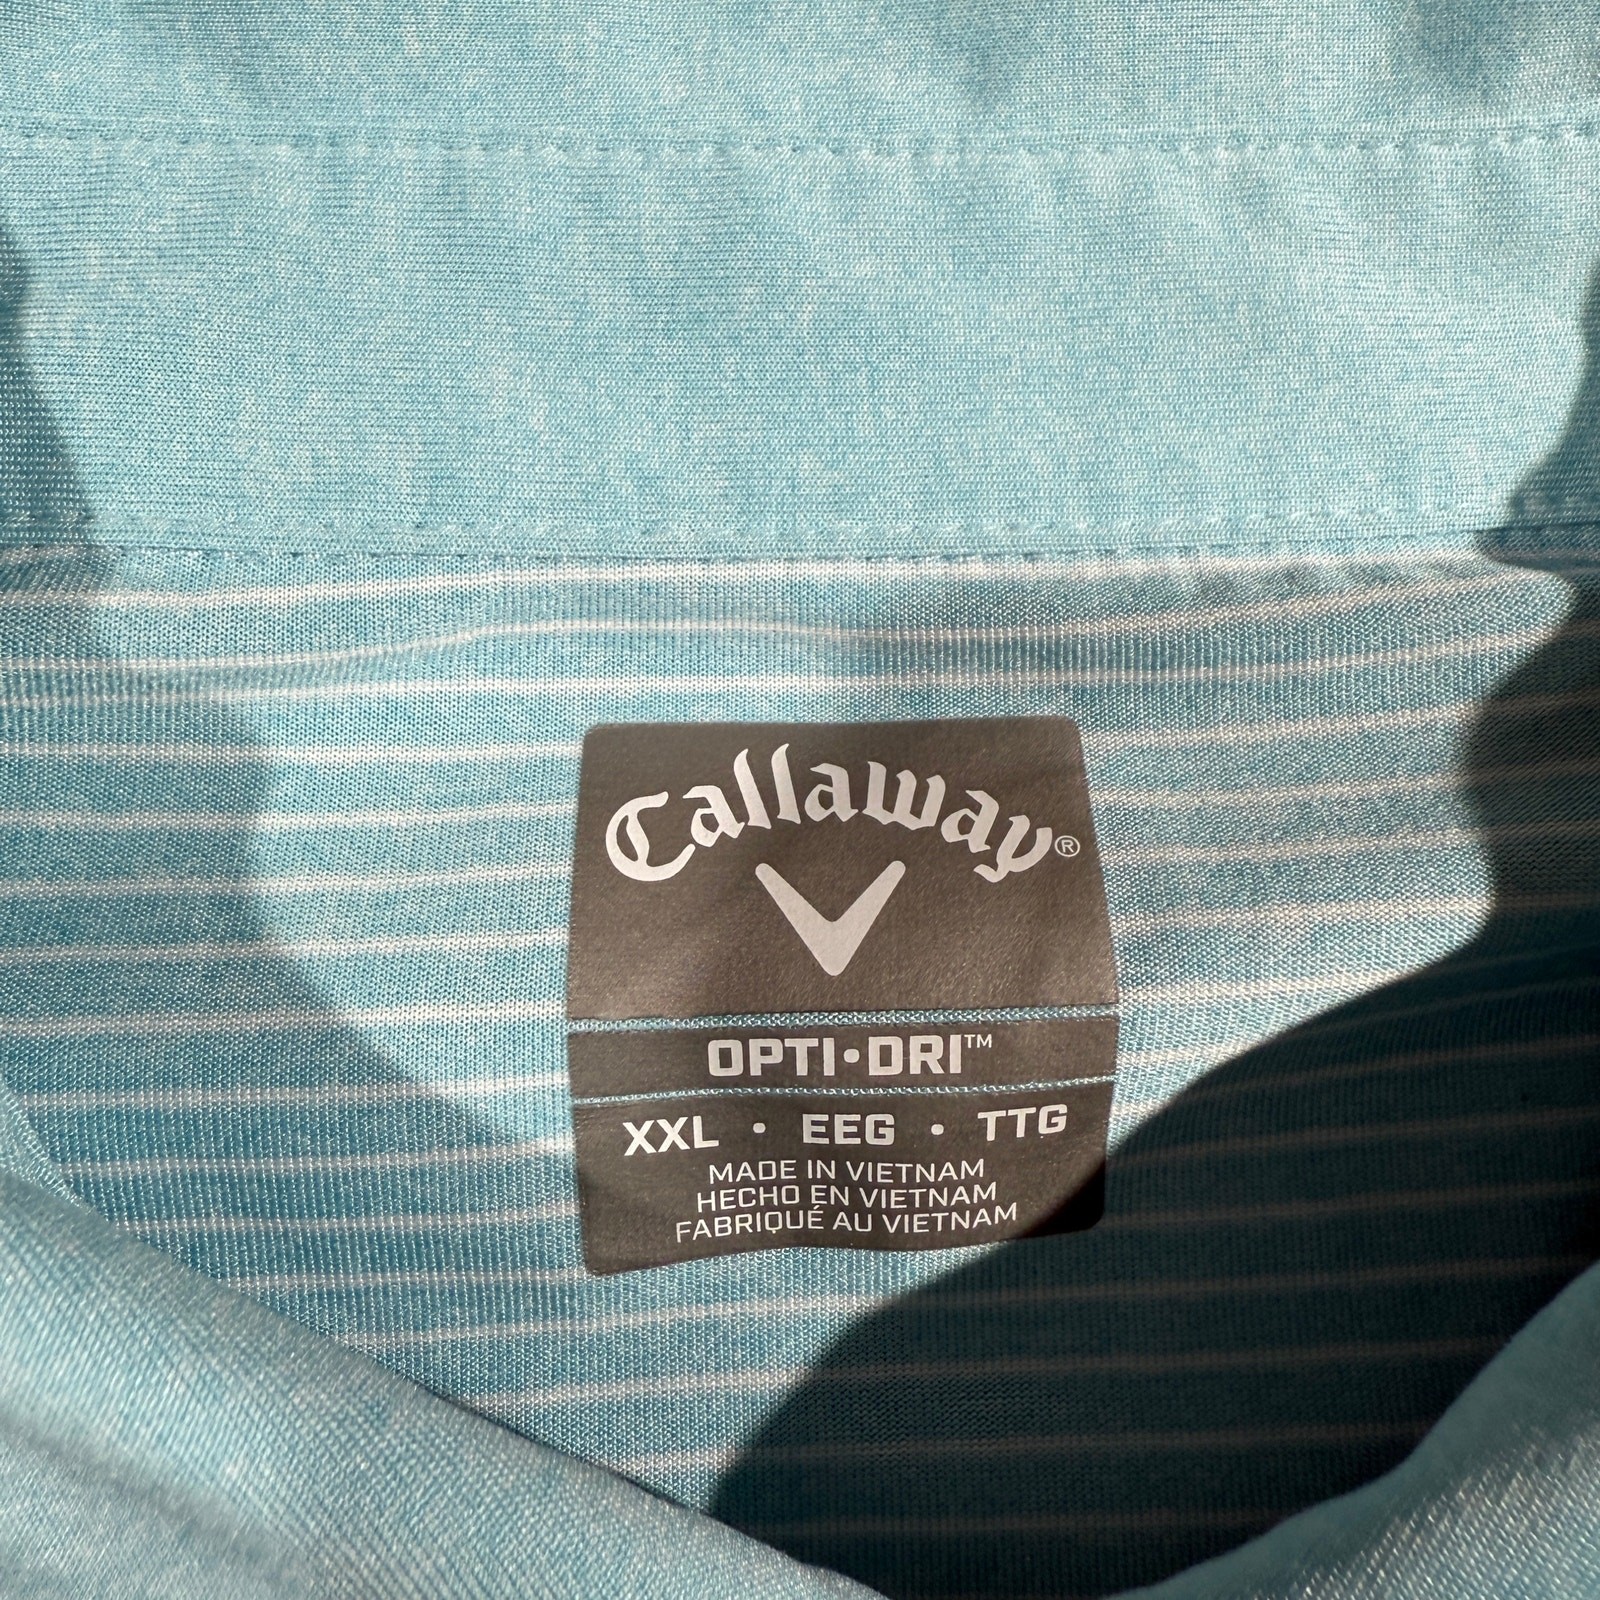 Callaway®
OPTI•DRI™
XXL • EEG • TTG
MADE IN VIETNAM
HECHO EN VIETNAM
FABRIQUÉ AU VIETNAM